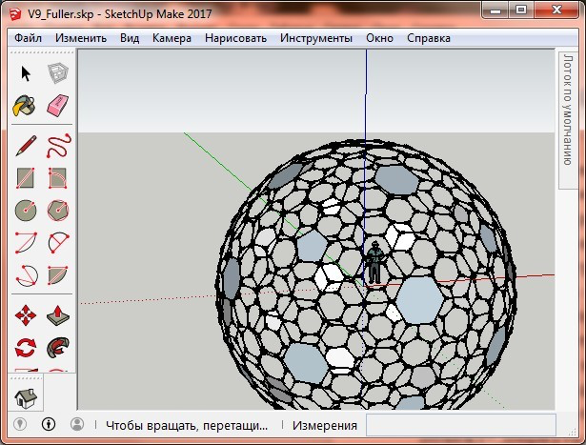 V9_Fuller.skp - SketchUp Make 2017
Файл Изменить Вид Камера Нарисовать Инструменты Окно Справка
Лоток по умолчанию
Чтобы вращать, перетащи... Измерения